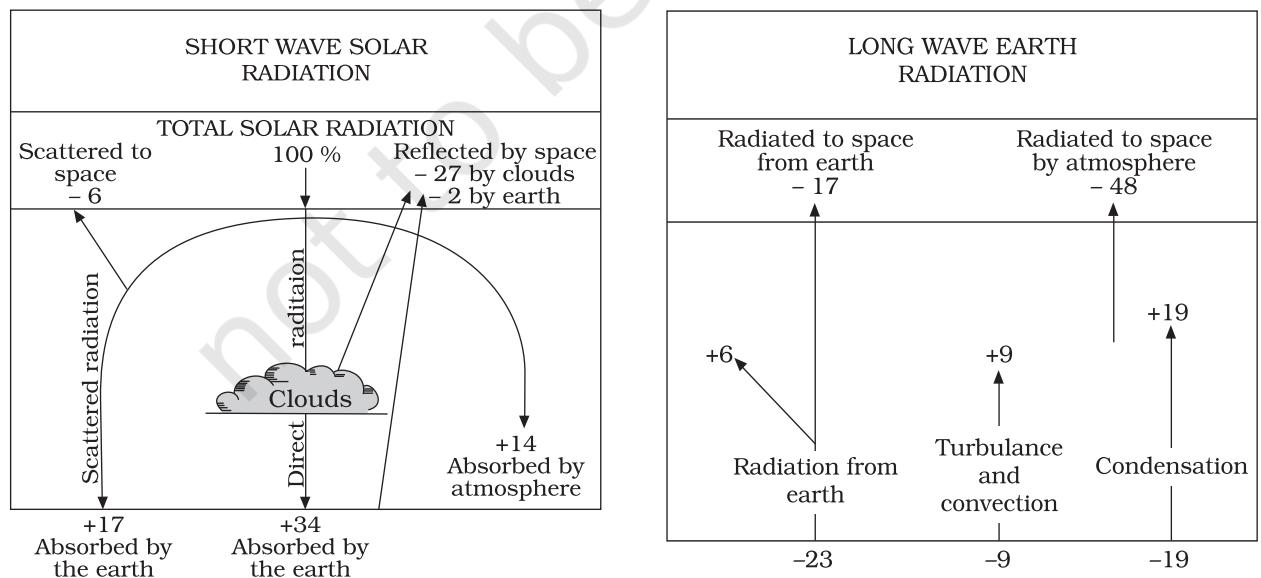 SHORT WAVE SOLAR
RADIATION
TOTAL SOLAR RADIATION
Scattered to
space
– 6
100 %
Reflected by space
– 27 by clouds
– 2 by earth
Scattered radiation
raditaion
Direct
Clouds
+14
Absorbed by
atmosphere
+17
Absorbed by
the earth
+34
Absorbed by
the earth
LONG WAVE EARTH
RADIATION
Radiated to space
from earth
– 17
Radiated to space
by atmosphere
– 48
+6
+9
+19
Radiation from
earth
Turbulance
and
convection
Condensation
–23
–9
–19
not to be